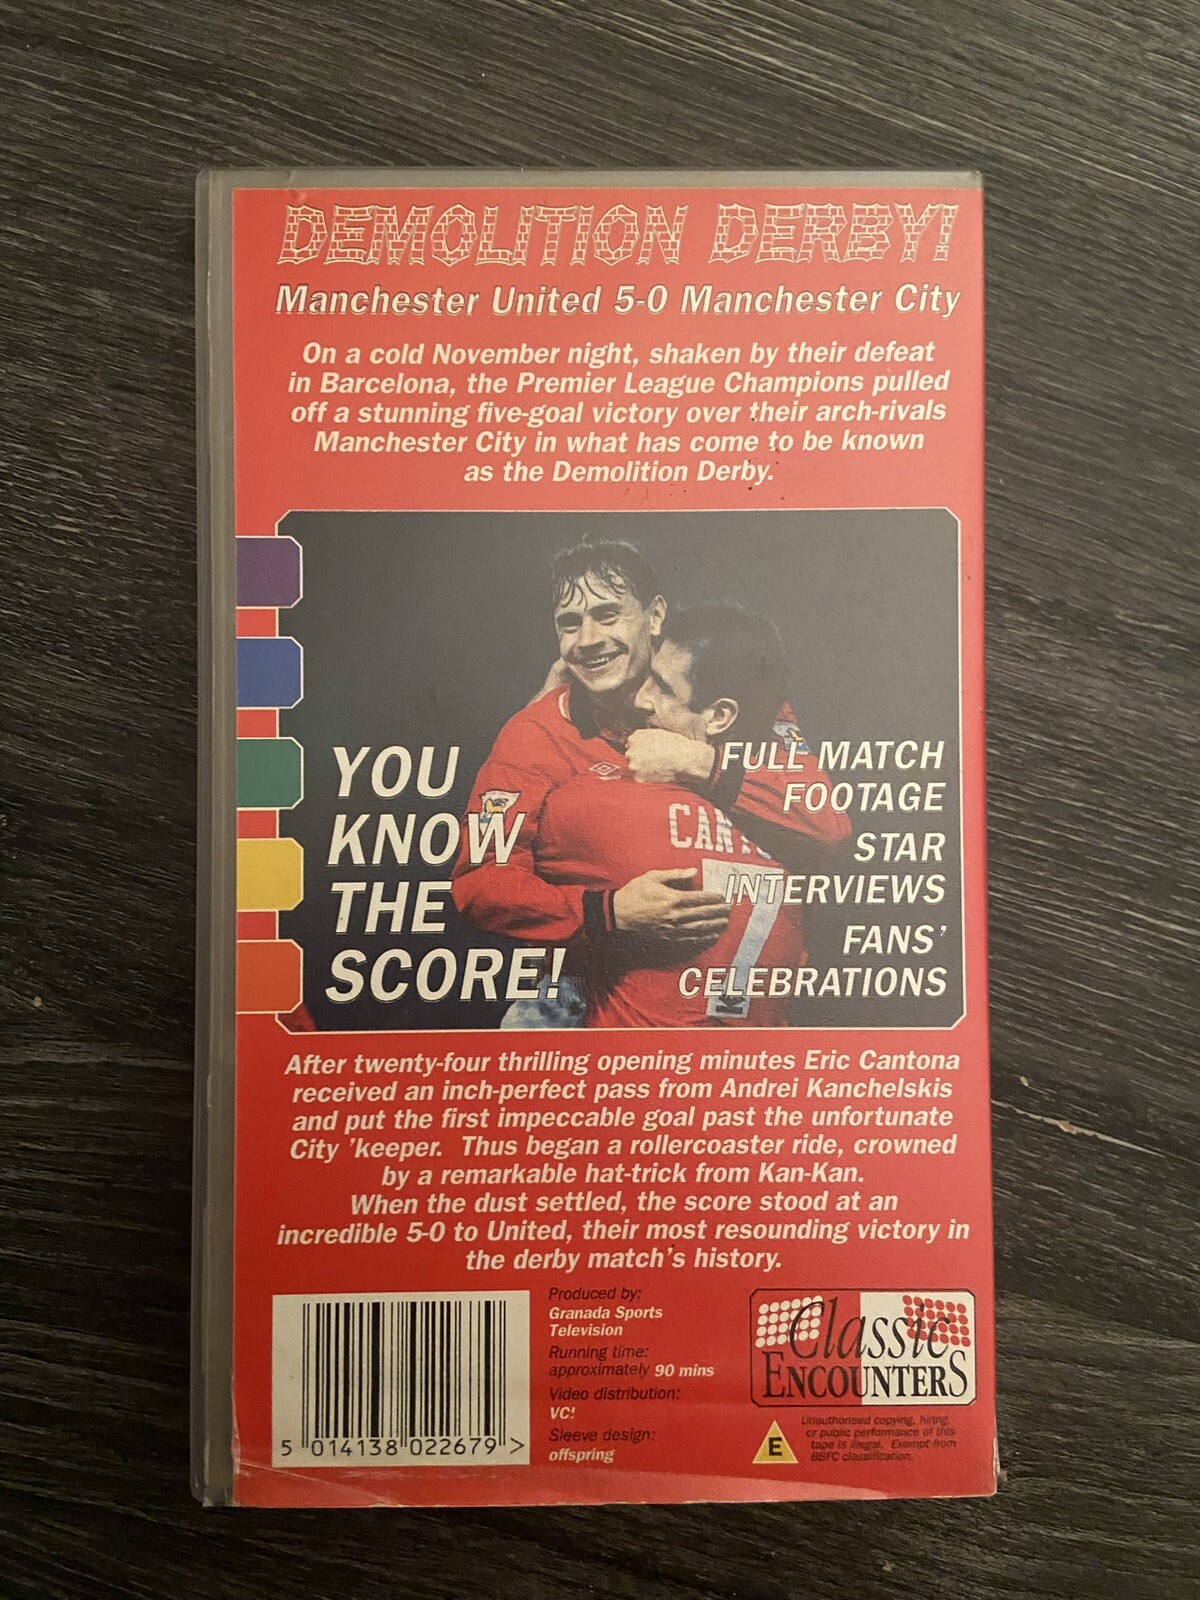 DEMOLITION DERBY!
Manchester United 5-0 Manchester City
On a cold November night, shaken by their defeat
in Barcelona, the Premier League Champions pulled
off a stunning five-goal victory over their arch-rivals
Manchester City in what has come to be known
as the Demolition Derby.
YOU
KNOW
THE
SCORE!
FULL MATCH
FOOTAGE
STAR
INTERVIEWS
FANS’
CELEBRATIONS
CANTO
7
After twenty-four thrilling opening minutes Eric Cantona
received an inch-perfect pass from Andrei Kanchelskis
and put the first impeccable goal past the unfortunate
City ’keeper. Thus began a rollercoaster ride, crowned
by a remarkable hat-trick from Kan-Kan.
When the dust settled, the score stood at an
incredible 5-0 to United, their most resounding victory in
the derby match’s history.
5 014138 022679 >
Produced by:
Granada Sports
Television
Running time:
approximately 90 mins
Video distribution:
VC!
Sleeve design:
offspring
Classic
ENCOUNTERS
E
Unauthorised copying, hiring,
or public performance of this
tape is illegal. Exempt from
BBFC classification.